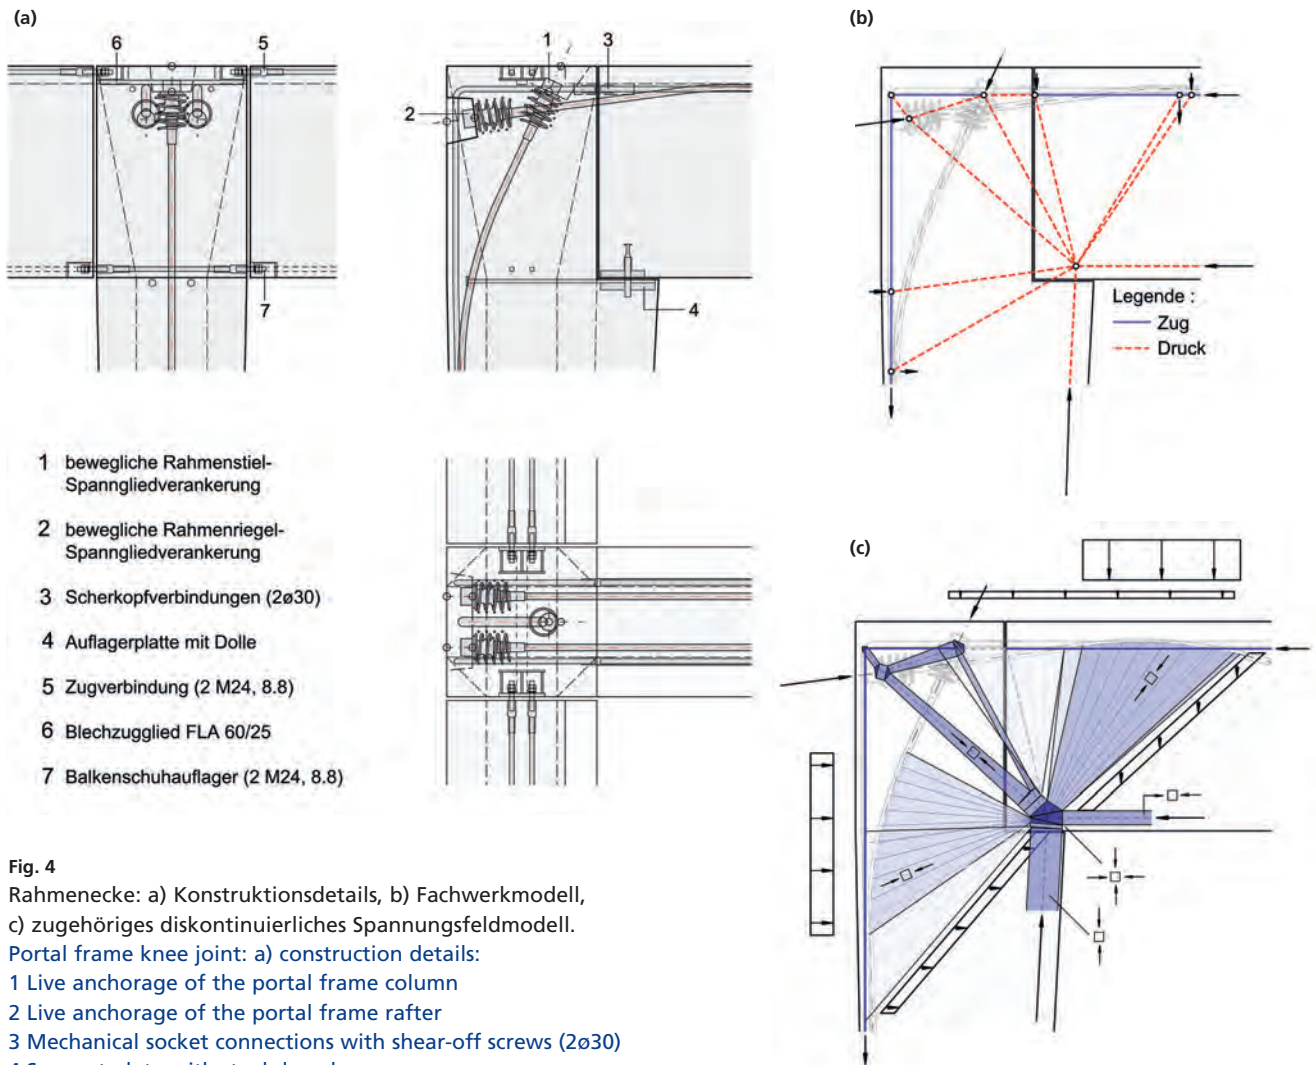 (a)
6
5
7
1
3
2
4
(b)
Legende :
Zug
Druck
1 bewegliche Rahmenstiel-
Spanngliedverankerung
2 bewegliche Rahmenriegel-
Spanngliedverankerung
3 Scherkopfverbindungen (2ø30)
4 Auflagerplatte mit Dolle
5 Zugverbindung (2 M24, 8.8)
6 Blechzugglied FLA 60/25
7 Balkenschuhauflager (2 M24, 8.8)
(c)
Fig. 4
Rahmenecke: a) Konstruktionsdetails, b) Fachwerkmodell,
c) zugehöriges diskontinuierliches Spannungsfeldmodell.
Portal frame knee joint: a) construction details:
1 Live anchorage of the portal frame column
2 Live anchorage of the portal frame rafter
3 Mechanical socket connections with shear-off screws (2ø30)